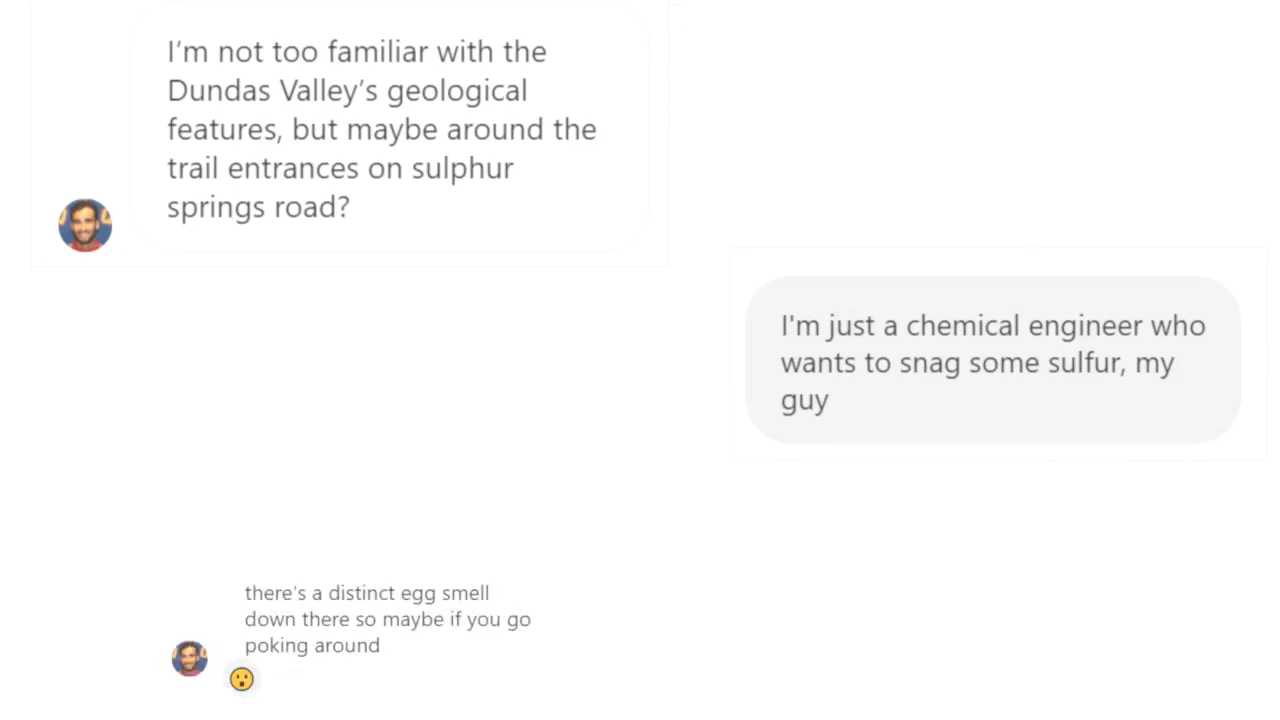 I’m not too familiar with the
Dundas Valley’s geological
features, but maybe around the
trail entrances on sulphur
springs road?
I'm just a chemical engineer who
wants to snag some sulfur, my
guy
there’s a distinct egg smell
down there so maybe if you go
poking around